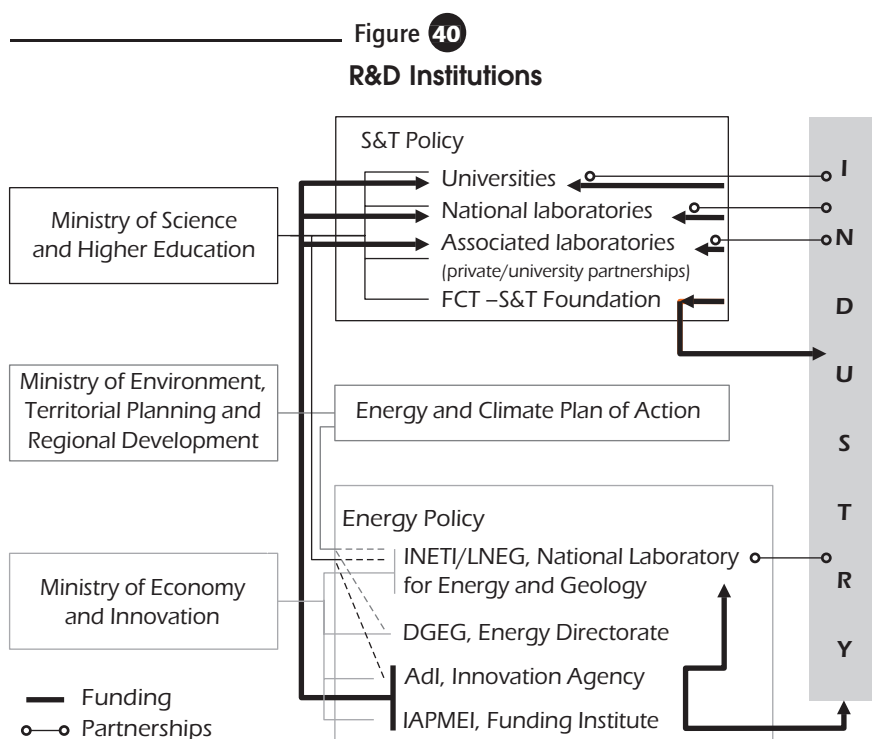 Figure 40
R&D Institutions
S&T Policy
Universities
National laboratories
Associated laboratories
(private/university partnerships)
FCT –S&T Foundation
Ministry of Science
and Higher Education
Ministry of Environment,
Territorial Planning and
Regional Development
Energy and Climate Plan of Action
Energy Policy
INETI/LNEG, National Laboratory
for Energy and Geology
DGEG, Energy Directorate
AdI, Innovation Agency
IAPMEI, Funding Institute
Ministry of Economy
and Innovation
Funding
Partnerships
I
N
D
U
S
T
R
Y